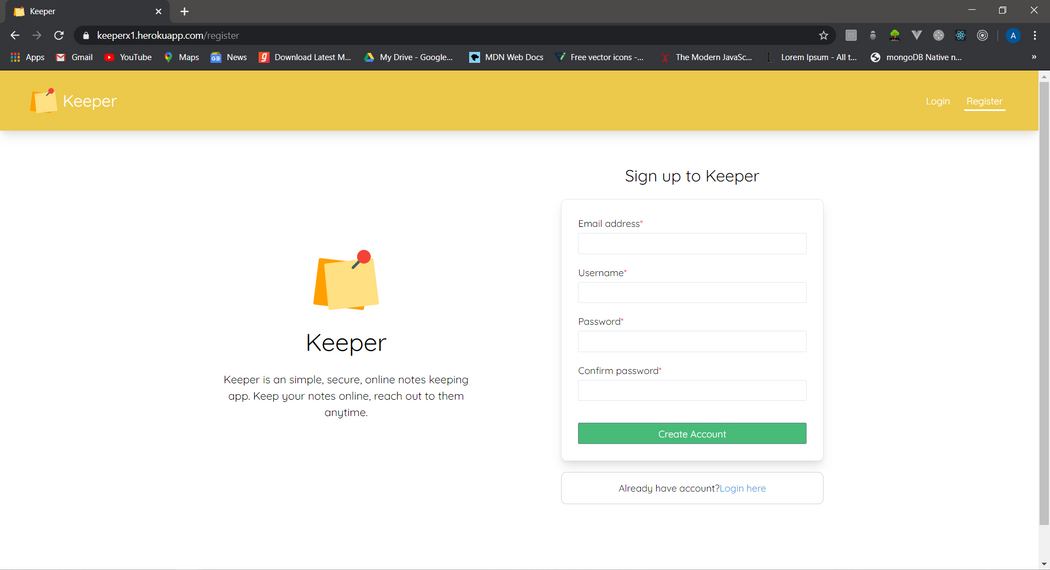 Keeper
keeperx1.herokuapp.com/register
A
Apps Gmail YouTube Maps News Download Latest M... My Drive - Google... MDN Web Docs Free vector icons -... The Modern JavaSc... Lorem Ipsum - All t... mongoDB Native n... »
Keeper
Login Register
Sign up to Keeper
Email address*
Username*
Password*
Confirm password*
Create Account
Already have account?Login here
Keeper
Keeper is an simple, secure, online notes keeping
app. Keep your notes online, reach out to them
anytime.